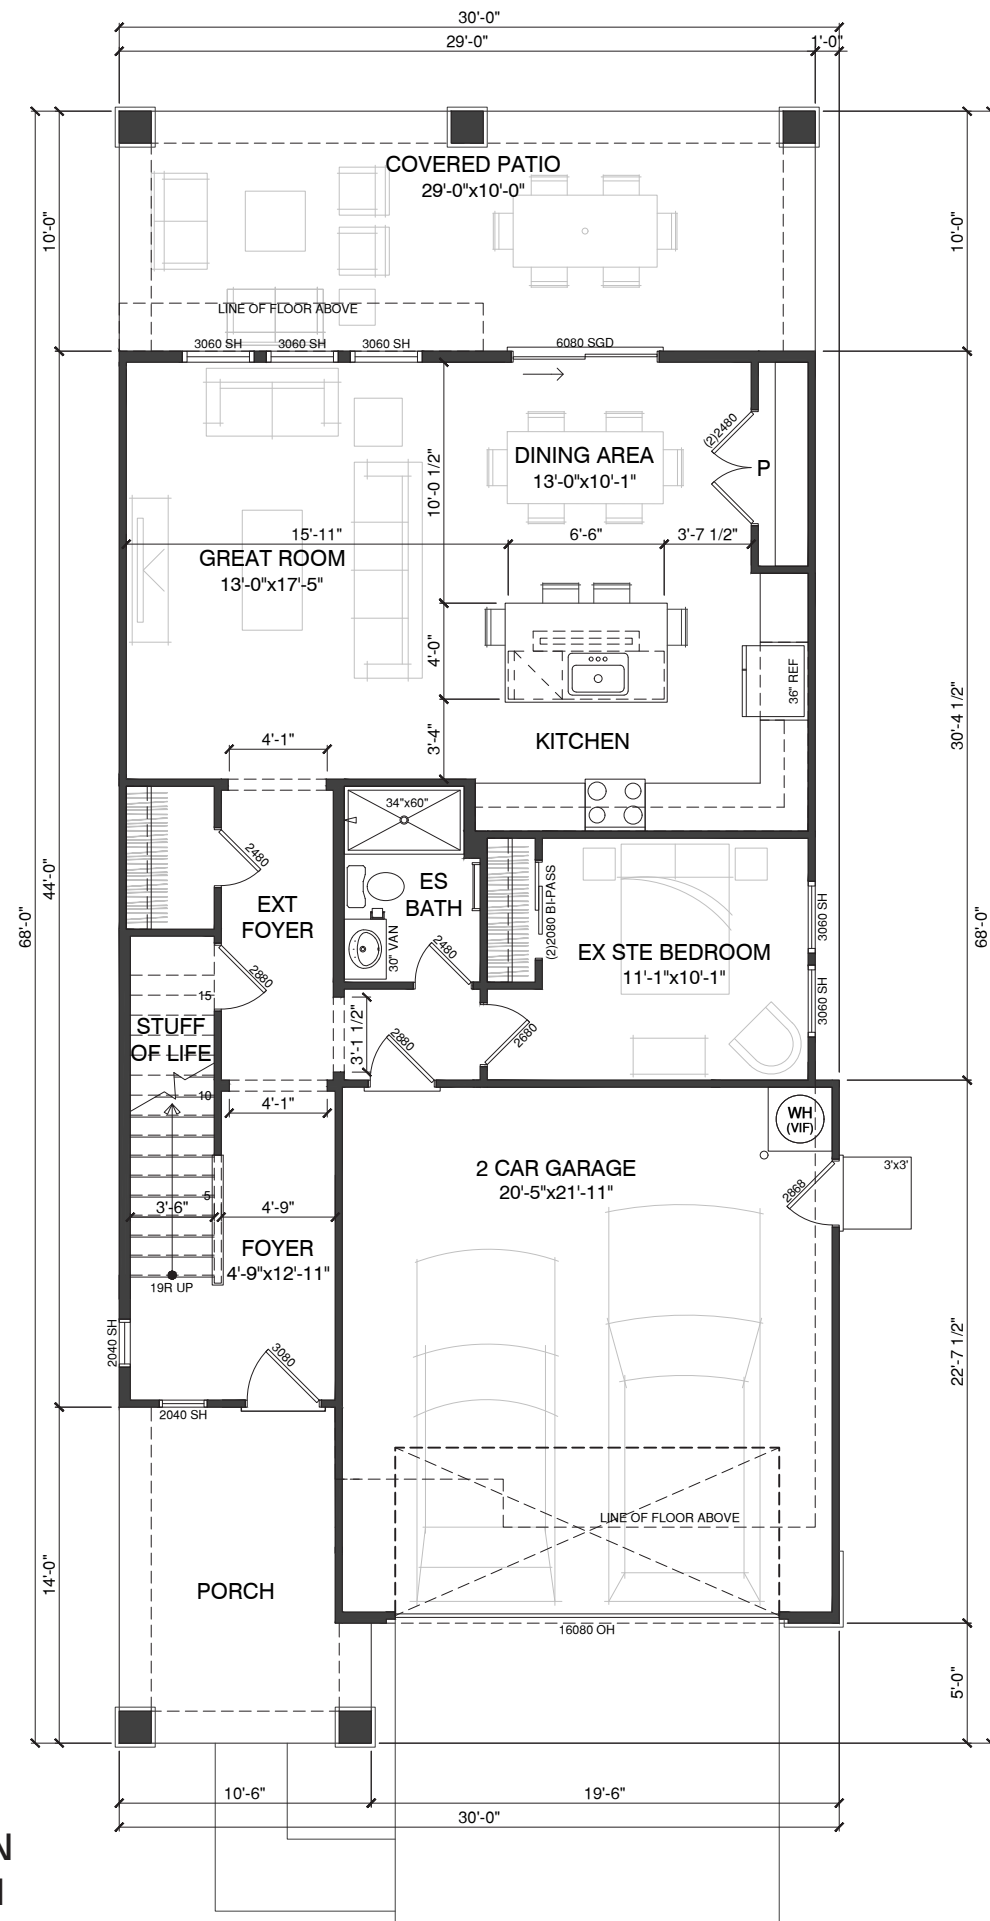 30'-0"
29'-0"
1'-0"
COVERED PATIO
29'-0"x10'-0"
10'-0"
10'-0"
LINE OF FLOOR ABOVE
3060 SH
3060 SH
3060 SH
6080 SGD
(2)2480
DINING AREA
13'-0"x10'-1"
P
10'-0 1/2"
15'-11"
6'-6"
3'-7 1/2"
GREAT ROOM
13'-0"x17'-5"
4'-0"
36" REF
30'-4 1/2"
KITCHEN
3'-4"
4'-1"
34"x60"
2480
ES
BATH
EXT
FOYER
44'-0"
68'-0"
68'-0"
30" VAN
2480
(2)2080 BI-PASS
3060 SH
EX STE BEDROOM
11'-1"x10'-1"
2880
15
3060 SH
STUFF
OF LIFE
3'-1 1/2"
2880
2680
10
4'-1"
WH
(VIF)
2 CAR GARAGE
20'-5"x21'-11"
3'x3'
2868
5
3'-6"
4'-9"
FOYER
4'-9"x12'-11"
19R UP
2040 SH
3080
22'-7 1/2"
2040 SH
LINE OF FLOOR ABOVE
14'-0"
PORCH
16080 OH
5'-0"
10'-6"
19'-6"
30'-0"
N